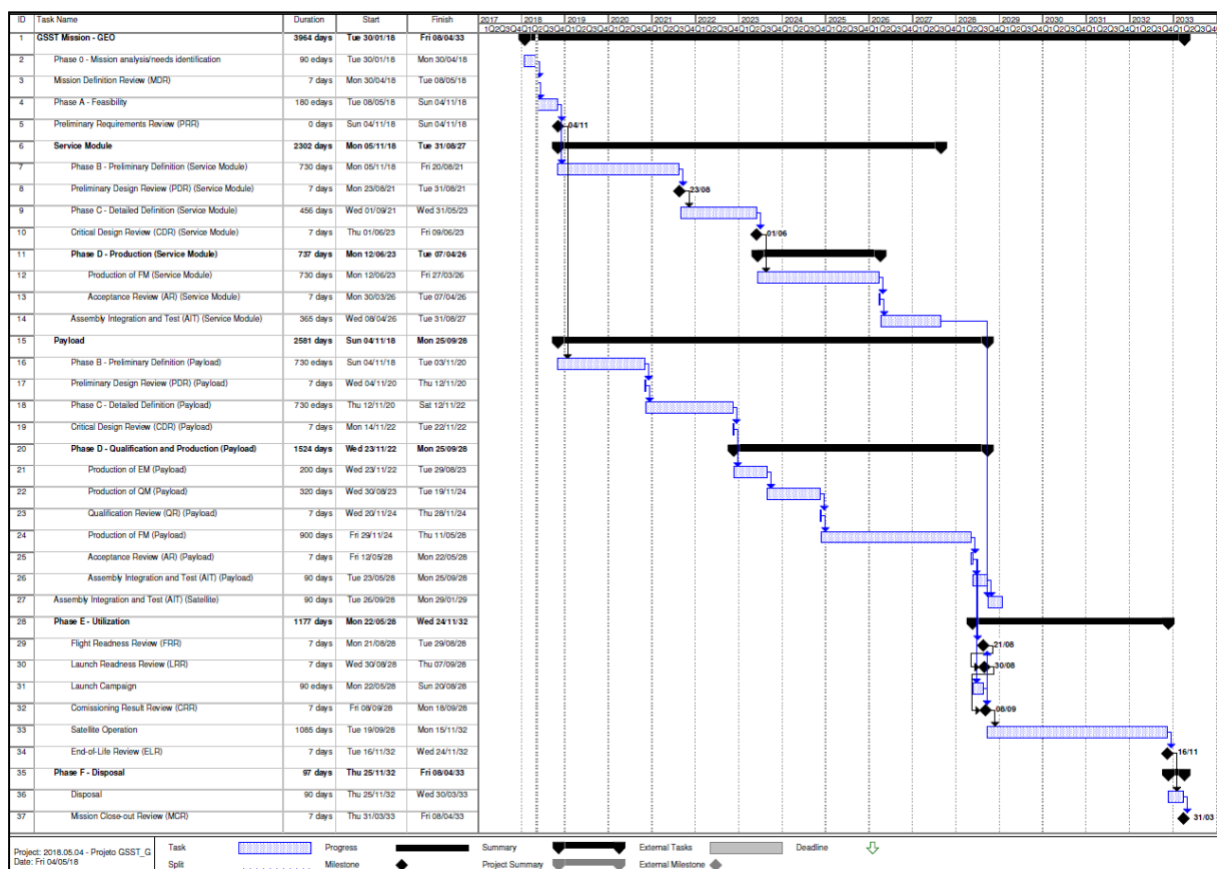 ID Task Name Duration Start Finish 2017 2018 2019 2020 2021 2022 2023 2024 2025 2026 2027 2028 2029 2030 2031 2032 2033
1 GSST Mission - GEO 3964 days Tue 30/01/18 Fri 08/04/33
2 Phase 0 - Mission analysis/needs identification 90 edays Tue 30/01/18 Mon 30/04/18
3 Mission Definition Review (MDR) 7 days Mon 30/04/18 Tue 08/05/18
4 Phase A - Feasibility 180 edays Tue 08/05/18 Sun 04/11/18
5 Preliminary Requirements Review (PRR) 0 days Sun 04/11/18 Sun 04/11/18 04/11
6 Service Module 2302 days Mon 05/11/18 Tue 31/08/27
7 Phase B - Preliminary Definition (Service Module) 730 days Mon 05/11/18 Fri 20/08/21
8 Preliminary Design Review (PDR) (Service Module) 7 days Mon 23/08/21 Tue 31/08/21 23/08
9 Phase C - Detailed Definition (Service Module) 456 days Wed 01/09/21 Wed 31/05/23
10 Critical Design Review (CDR) (Service Module) 7 days Thu 01/06/23 Fri 09/06/23 01/06
11 Phase D - Production (Service Module) 737 days Mon 12/06/23 Tue 07/04/26
12 Production of FM (Service Module) 730 days Mon 12/06/23 Fri 27/03/26
13 Acceptance Review (AR) (Service Module) 7 days Mon 30/03/26 Tue 07/04/26
14 Assembly Integration and Test (AIT) (Service Module) 365 days Wed 08/04/26 Tue 31/08/27
15 Payload 2581 days Sun 04/11/18 Mon 25/09/28
16 Phase B - Preliminary Definition (Payload) 730 edays Sun 04/11/18 Tue 03/11/20
17 Preliminary Design Review (PDR) (Payload) 7 days Wed 04/11/20 Thu 12/11/20
18 Phase C - Detailed Definition (Payload) 730 edays Thu 12/11/20 Sat 12/11/22
19 Critical Design Review (CDR) (Payload) 7 days Mon 14/11/22 Tue 22/11/22
20 Phase D - Qualification and Production (Payload) 1524 days Wed 23/11/22 Mon 25/09/28
21 Production of EM (Payload) 200 days Wed 23/11/22 Tue 29/08/23
22 Production of QM (Payload) 320 days Wed 30/08/23 Tue 19/11/24
23 Qualification Review (QR) (Payload) 7 days Wed 20/11/24 Thu 28/11/24
24 Production of FM (Payload) 900 days Fri 29/11/24 Thu 11/05/28
25 Acceptance Review (AR) (Payload) 7 days Fri 12/05/28 Mon 22/05/28
26 Assembly Integration and Test (AIT) (Payload) 90 days Tue 23/05/28 Mon 25/09/28
27 Assembly Integration and Test (AIT) (Satellite) 90 days Tue 26/09/28 Mon 29/01/29
28 Phase E - Utilization 1177 days Mon 22/05/28 Wed 24/11/32
29 Flight Readiness Review (FRR) 7 days Mon 21/08/28 Tue 29/08/28 21/08
30 Launch Readiness Review (LRR) 7 days Wed 30/08/28 Thu 07/09/28 30/08
31 Launch Campaign 90 edays Mon 22/05/28 Sun 20/08/28
32 Comissioning Result Review (CRR) 7 days Fri 08/09/28 Mon 18/09/28 08/09
33 Satellite Operation 1085 days Tue 19/09/28 Mon 15/11/32
34 End-of-Life Review (ELR) 7 days Tue 16/11/32 Wed 24/11/32 16/11
35 Phase F - Disposal 97 days Thu 25/11/32 Fri 08/04/33
36 Disposal 90 days Thu 25/11/32 Wed 30/03/33
37 Mission Close-out Review (MCR) 7 days Thu 31/03/33 Fri 08/04/33 31/03
Project: 2018.05.04 - Projeto GSST_G
Date: Fri 04/05/18
Task Progress Summary External Tasks Deadline
Split Milestone Project Summary External Milestone